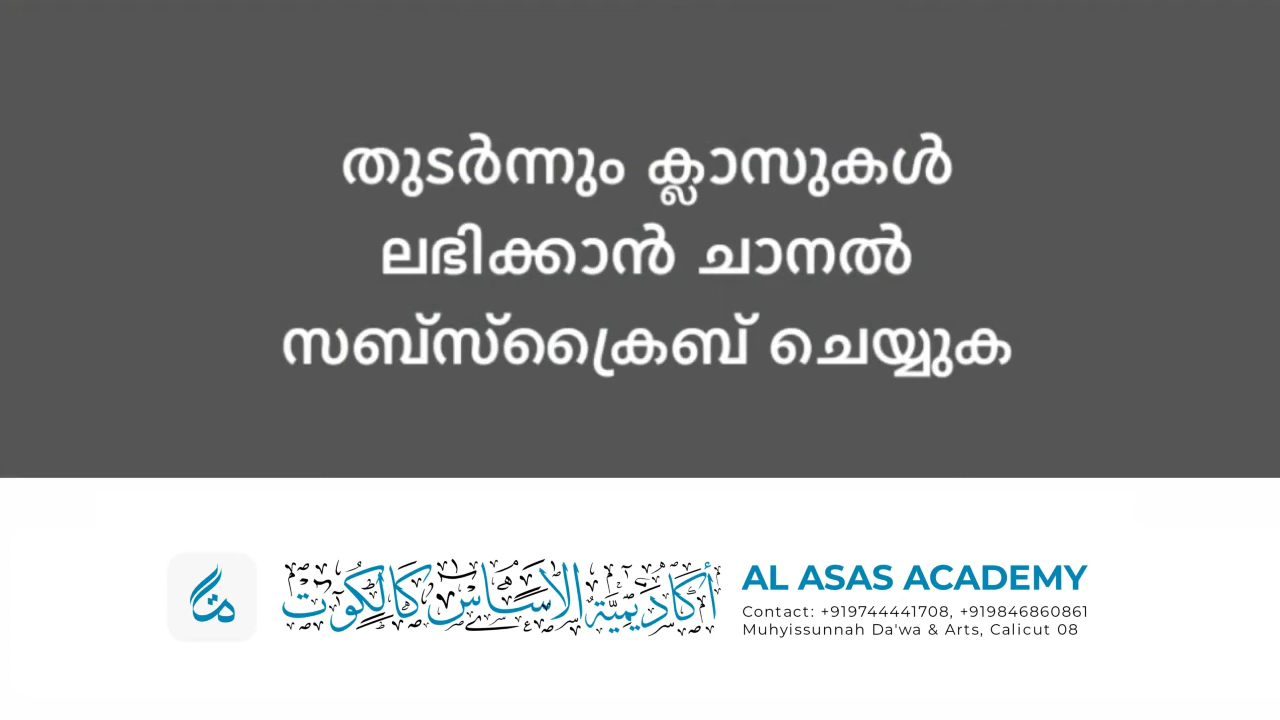 തുടർന്നും ക്ലാസുകൾ
ലഭിക്കാൻ ചാനൽ
സബ്സ്ക്രൈബ് ചെയ്യുക
أكاديمية الأساس كالكوت
AL ASAS ACADEMY
Contact: +919744441708, +919846860861
Muhyissunnah Da'wa & Arts, Calicut 08